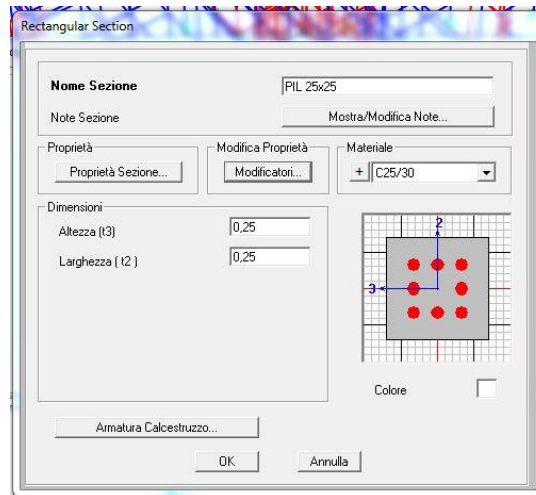 Rectangular Section
Nome Sezione PIL 25x25
Note Sezione Mostra/Modifica Note...
Proprietà Modifica Proprietà Materiale
Proprietà Sezione... Modificatori... + C25/30
Dimensioni
Altezza (t3) 0,25
Larghezza ( t2 ) 0,25
2
3
Colore
Armatura Calcestruzzo...
OK Annulla